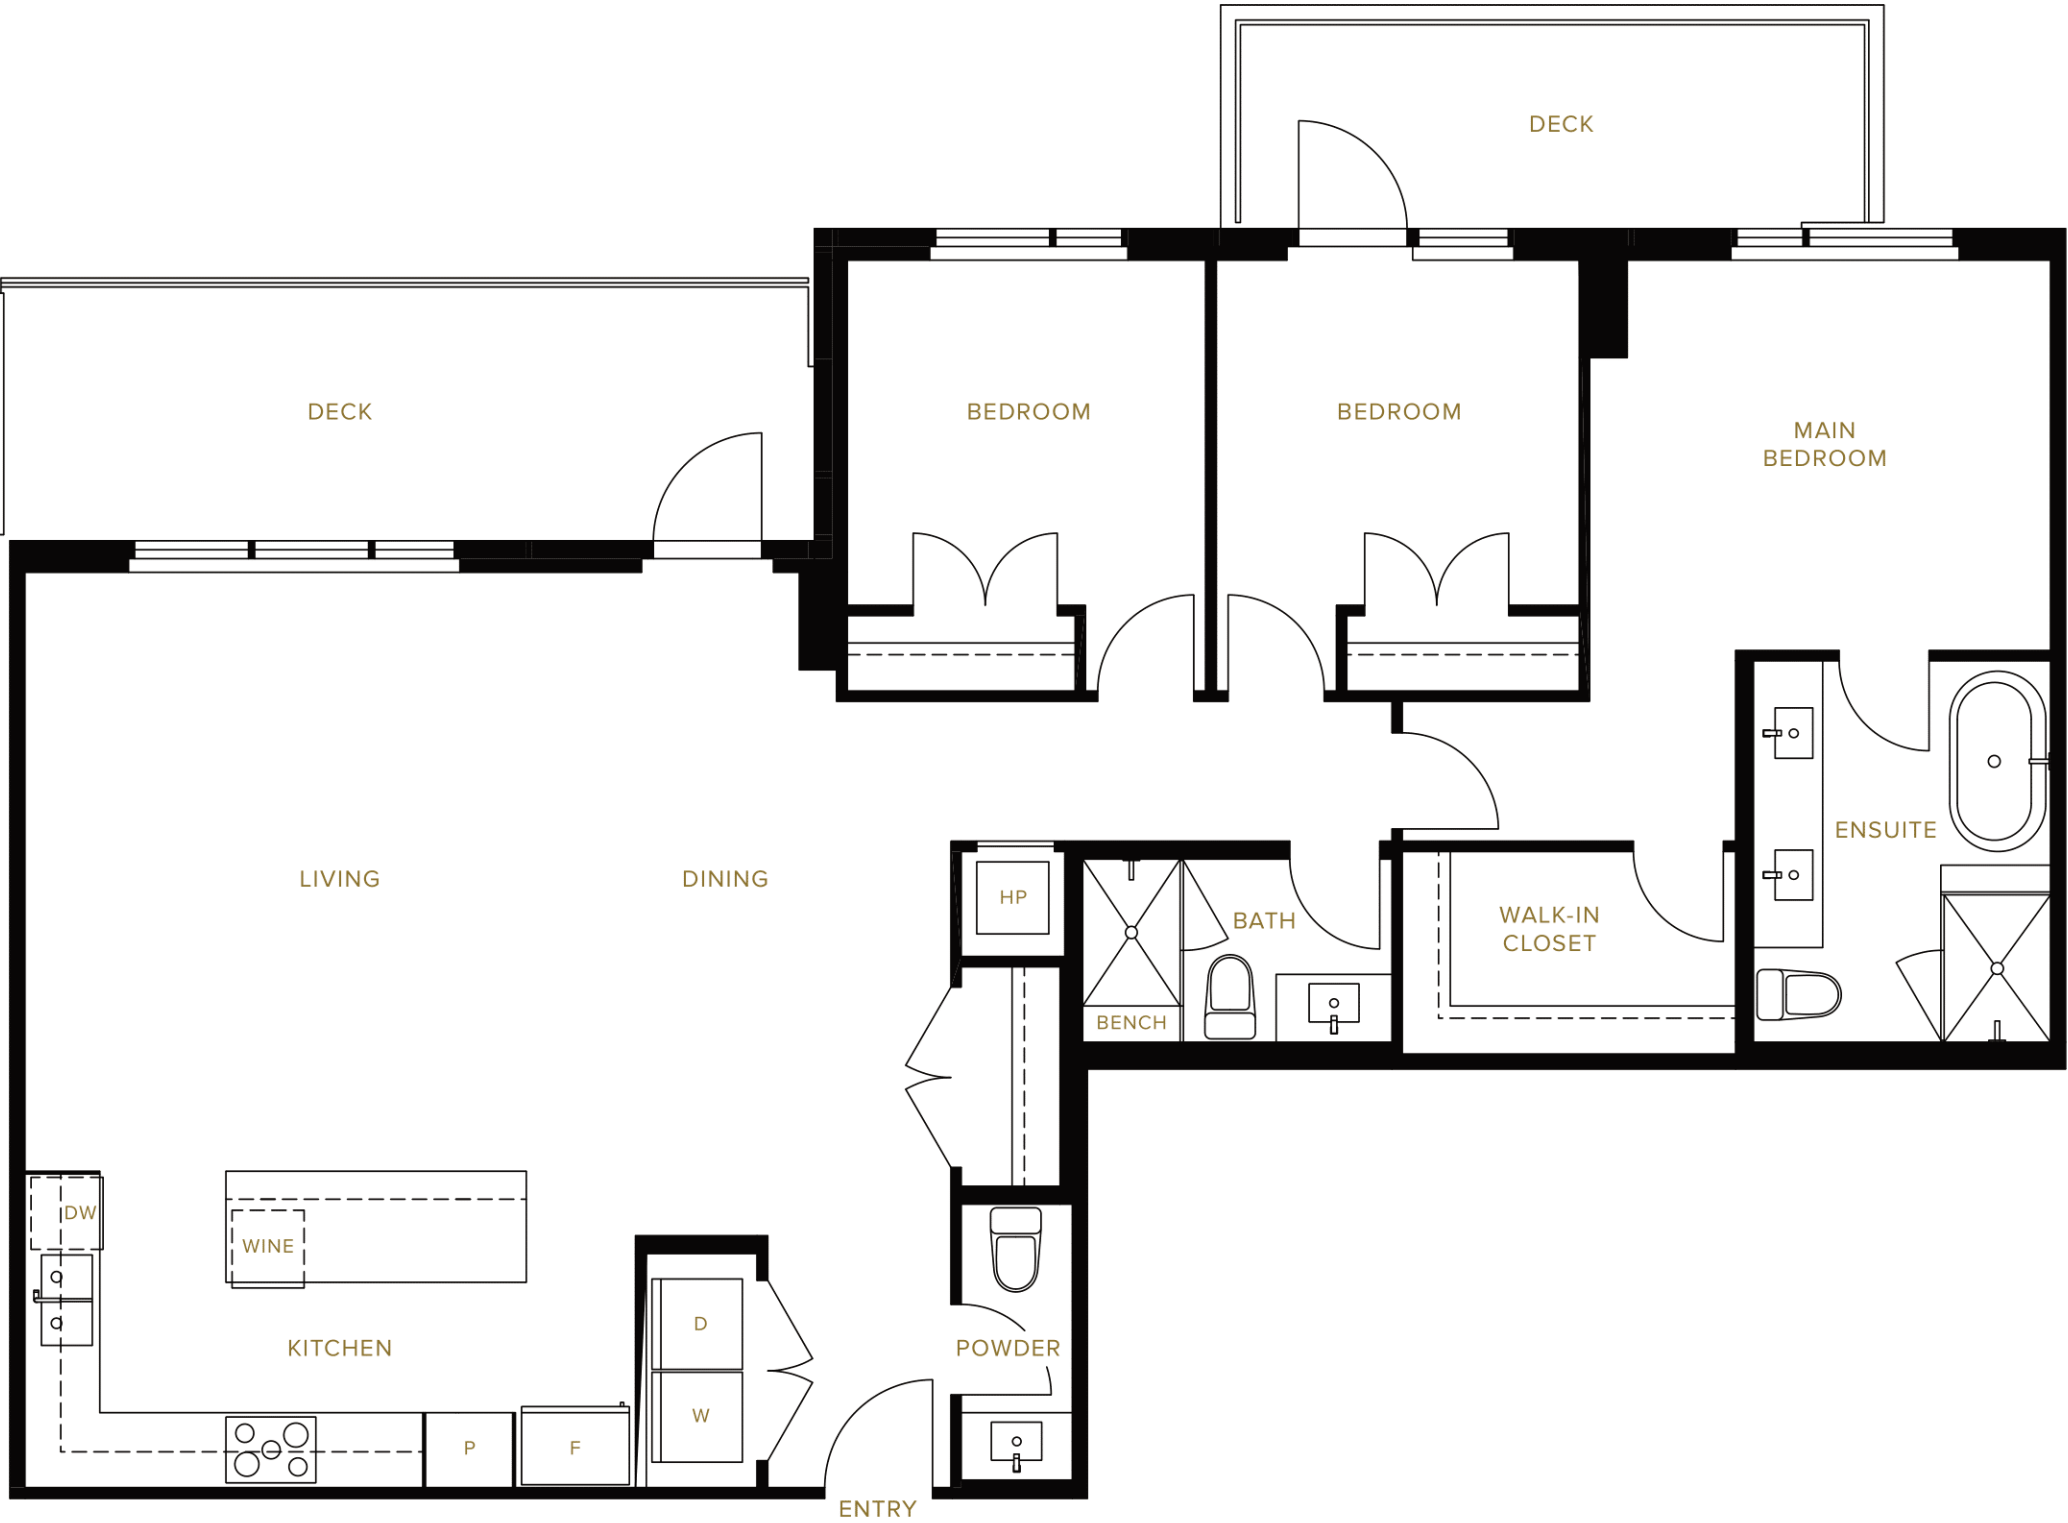 DECK
DECK
BEDROOM
BEDROOM
MAIN
BEDROOM
LIVING
DINING
HP
BATH
BENCH
WALK-IN
CLOSET
ENSUITE
DW
WINE
KITCHEN
D
W
P
F
POWDER
ENTRY